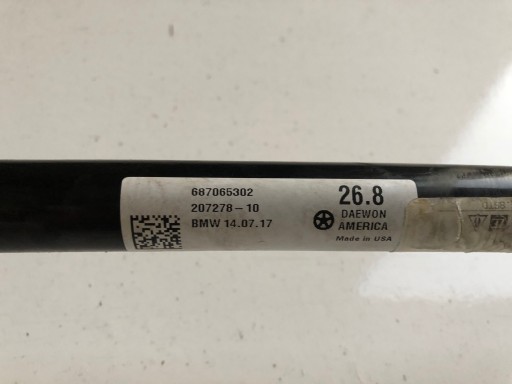 687065302
207278-10
BMW 14.07.17
26.8
DAEWON
AMERICA
Made in USA